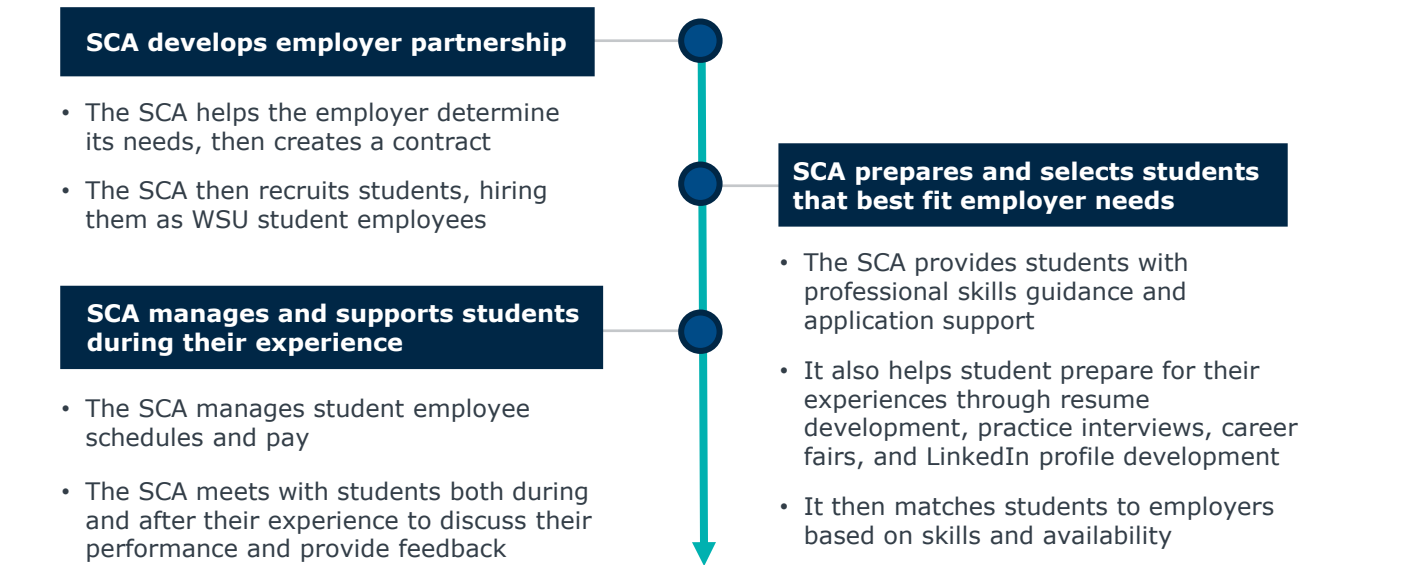 SCA develops employer partnership
• The SCA helps the employer determine
its needs, then creates a contract
• The SCA then recruits students, hiring
them as WSU student employees
SCA prepares and selects students
that best fit employer needs
• The SCA provides students with
professional skills guidance and
application support
• It also helps student prepare for their
experiences through resume
development, practice interviews, career
fairs, and LinkedIn profile development
• It then matches students to employers
based on skills and availability
SCA manages and supports students
during their experience
• The SCA manages student employee
schedules and pay
• The SCA meets with students both during
and after their experience to discuss their
performance and provide feedback